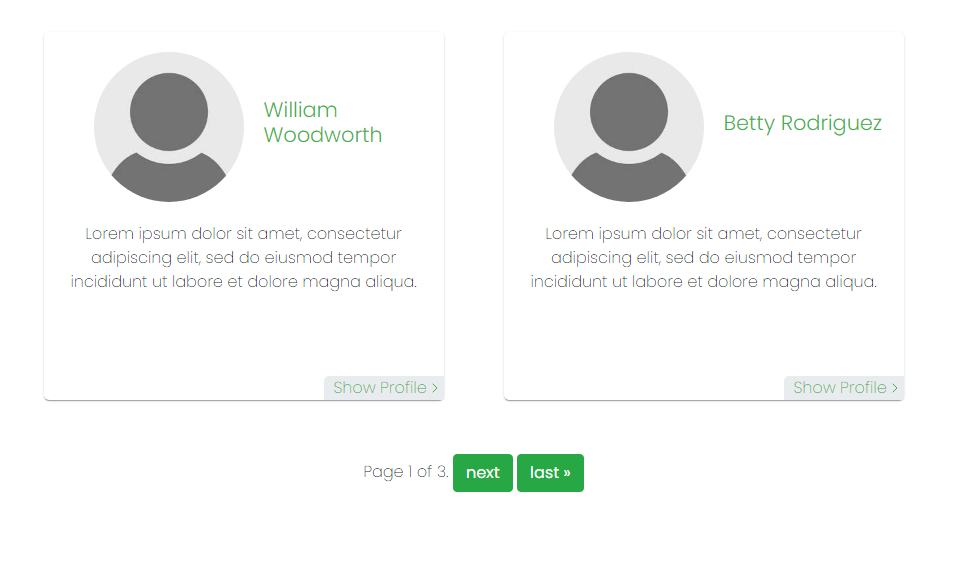 William
Woodworth
Lorem ipsum dolor sit amet, consectetur
adipiscing elit, sed do eiusmod tempor
incididunt ut labore et dolore magna aliqua.
Show Profile >
Betty Rodriguez
Lorem ipsum dolor sit amet, consectetur
adipiscing elit, sed do eiusmod tempor
incididunt ut labore et dolore magna aliqua.
Show Profile >
Page 1 of 3. next last »